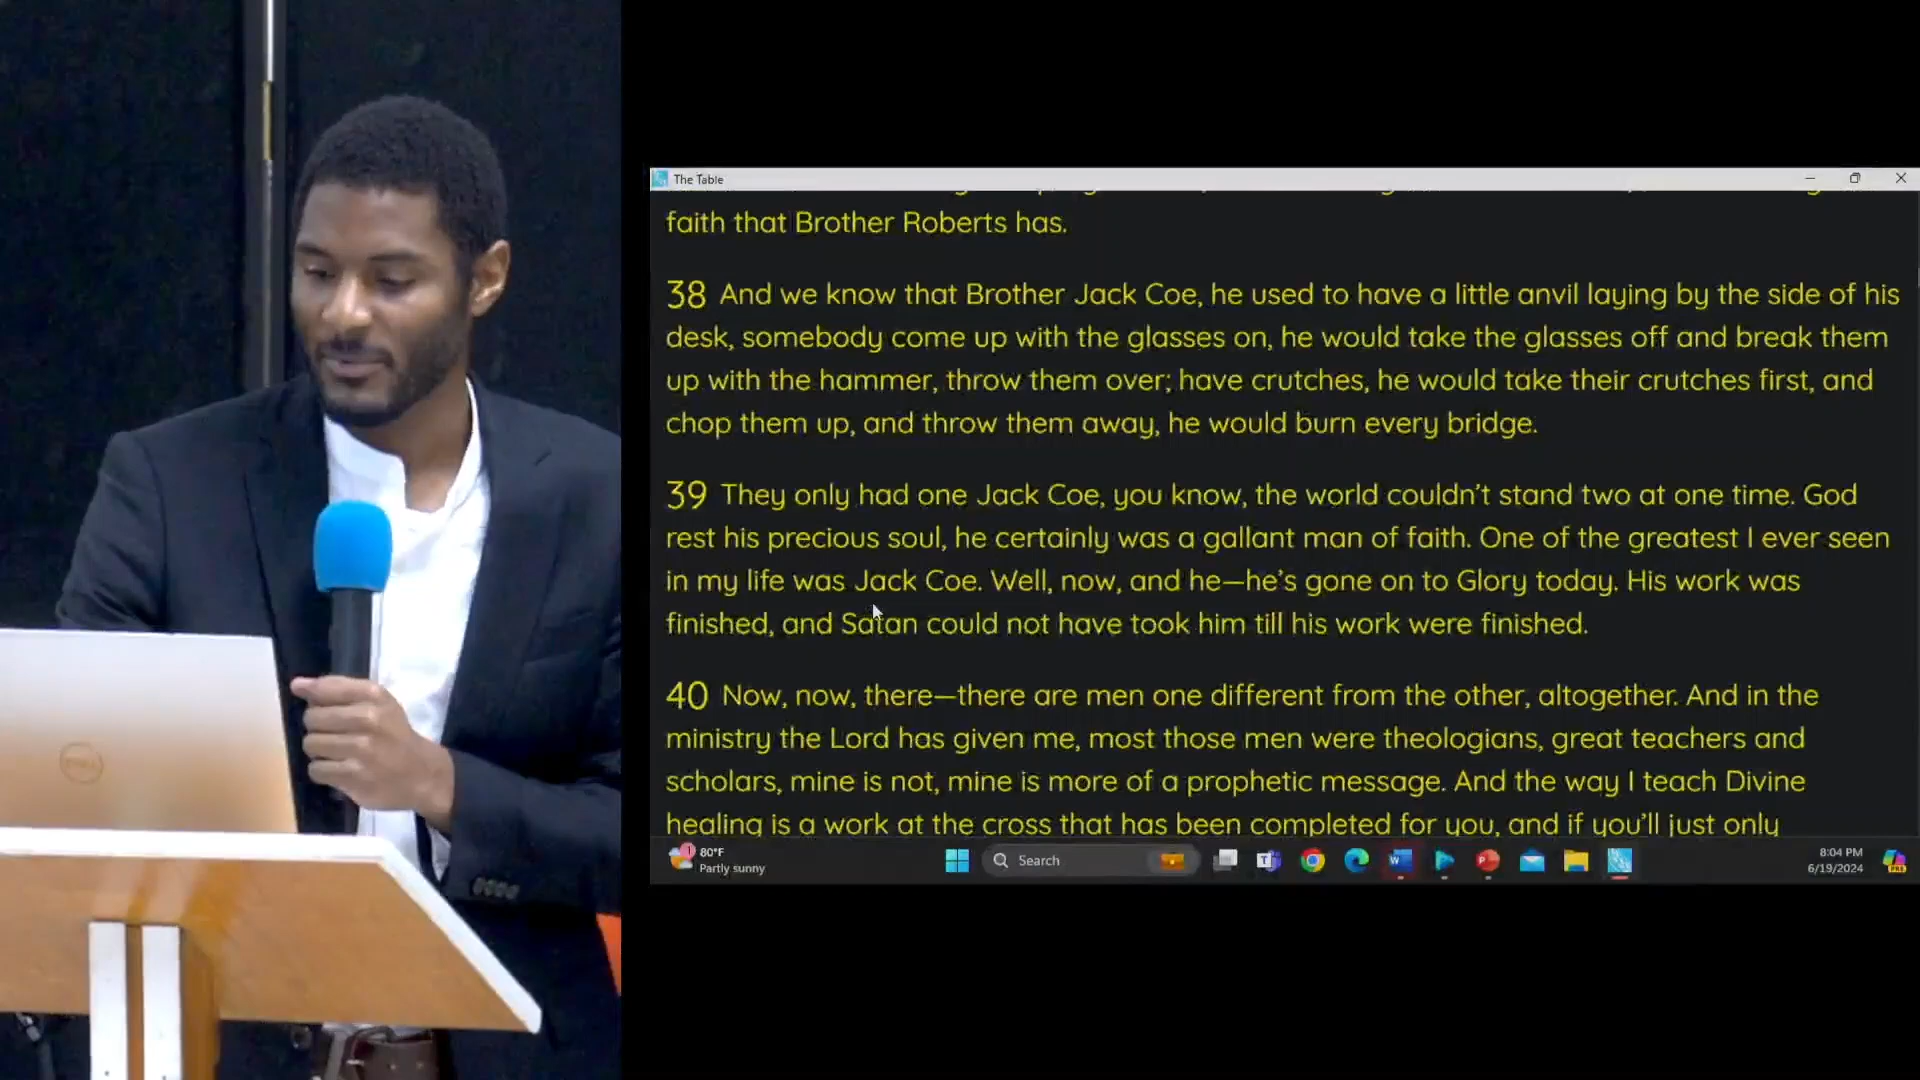 The Table
faith that Brother Roberts has.
38 And we know that Brother Jack Coe, he used to have a little anvil laying by the side of his
desk, somebody come up with the glasses on, he would take the glasses off and break them
up with the hammer, throw them over; have crutches, he would take their crutches first, and
chop them up, and throw them away, he would burn every bridge.
39 They only had one Jack Coe, you know, the world couldn’t stand two at one time. God
rest his precious soul, he certainly was a gallant man of faith. One of the greatest I ever seen
in my life was Jack Coe. Well, now, and he—he’s gone on to Glory today. His work was
finished, and Satan could not have took him till his work were finished.
40 Now, now, there—there are men one different from the other, altogether. And in the
ministry the Lord has given me, most those men were theologians, great teachers and
scholars, mine is not, mine is more of a prophetic message. And the way I teach Divine
healing is a work at the cross that has been completed for you, and if you’ll just only
1
80°F
Partly sunny
Search
8:04 PM
6/19/2024
DELL